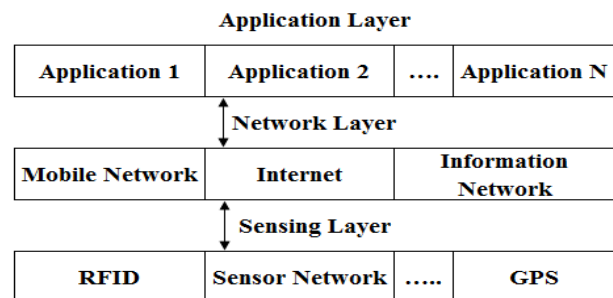 Application Layer
Application 1 Application 2 .... Application N
Network Layer
Mobile Network Internet Information Network
Sensing Layer
RFID Sensor Network ..... GPS